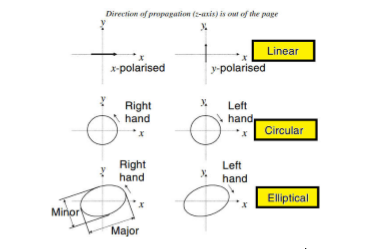 Direction of propagation (z-axis) is out of the page
y
y
x
x
Linear
x-polarised
y-polarised
y
Right
hand
x
y
Left
hand
x
Circular
y
Right
hand
x
y
Left
hand
x
Elliptical
Minor
Major